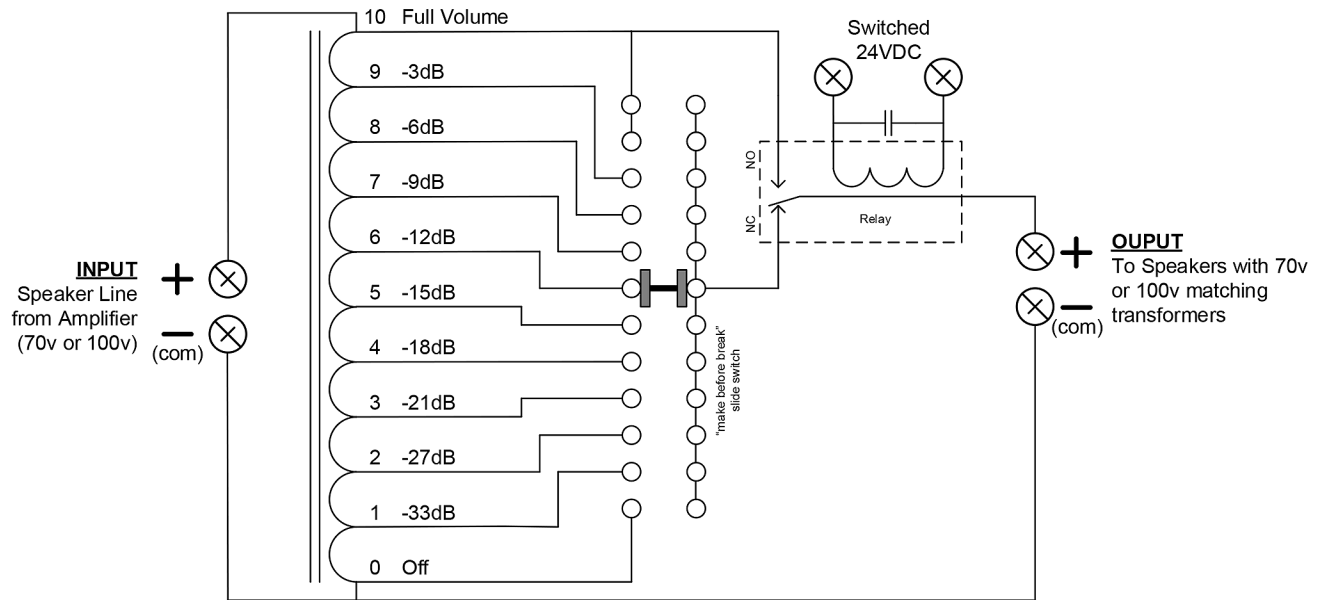 10 Full Volume
9 -3dB
8 -6dB
7 -9dB
6 -12dB
5 -15dB
4 -18dB
3 -21dB
2 -27dB
1 -33dB
0 Off
INPUT
Speaker Line
from Amplifier
(70v or 100v)
+
−
(com)
"make before break"
slide switch
Switched
24VDC
NO
NC
Relay
+
−
(com)
OUPUT
To Speakers with 70v
or 100v matching
transformers